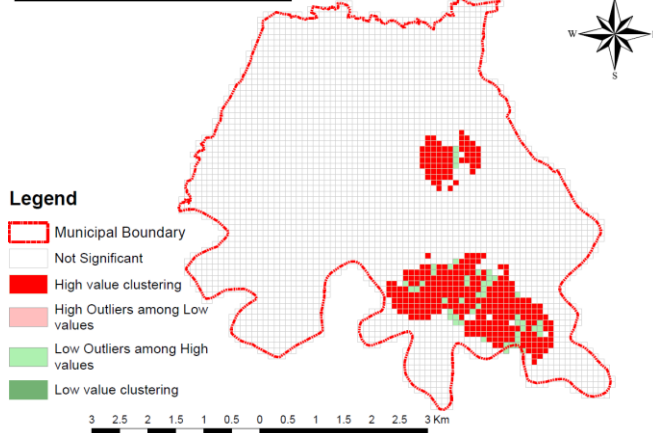 W
S
Legend
Municipal Boundary
Not Significant
High value clustering
High Outliers among Low
values
Low Outliers among High
values
Low value clustering
3 2.5 2 1.5 1 0.5 0 0.5 1 1.5 2 2.5 3 Km